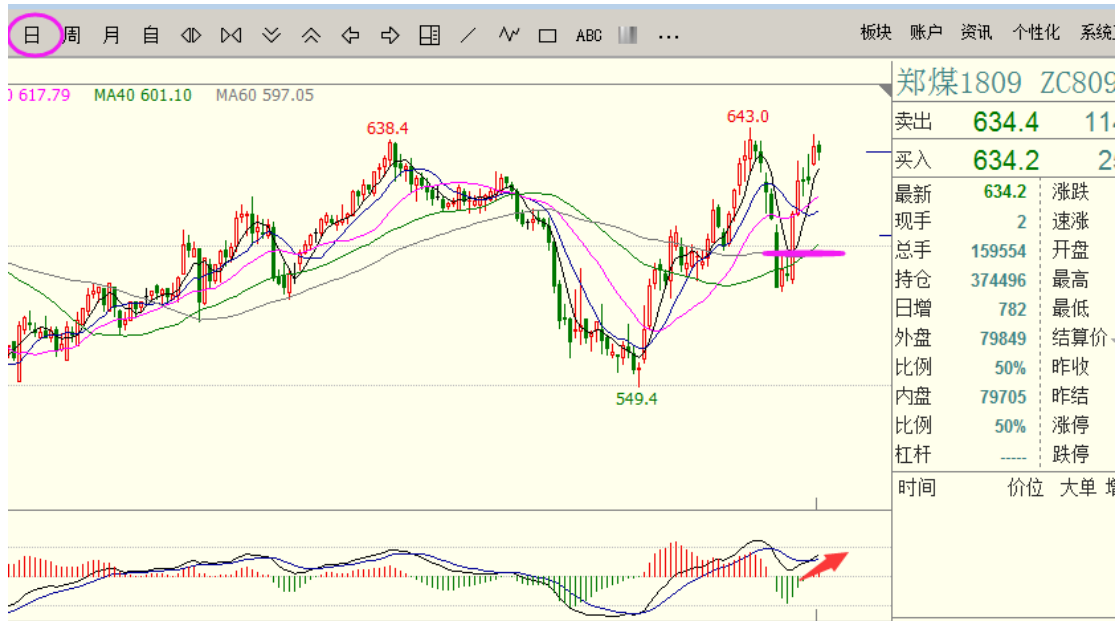 日 周 月 自 ABC ... 板块 账户 资讯 个性化 系统
617.79 MA40 601.10 MA60 597.05
638.4
643.0
549.4
郑煤1809 ZC809
卖出 634.4 114
买入 634.2 2
最新 634.2 涨跌
现手 2 速涨
总手 159554 开盘
持仓 374496 最高
日增 782 最低
外盘 79849 结算价
比例 50% 昨收
内盘 79705 昨结
比例 50% 涨停
杠杆 ----- 跌停
时间 价位 大单 增